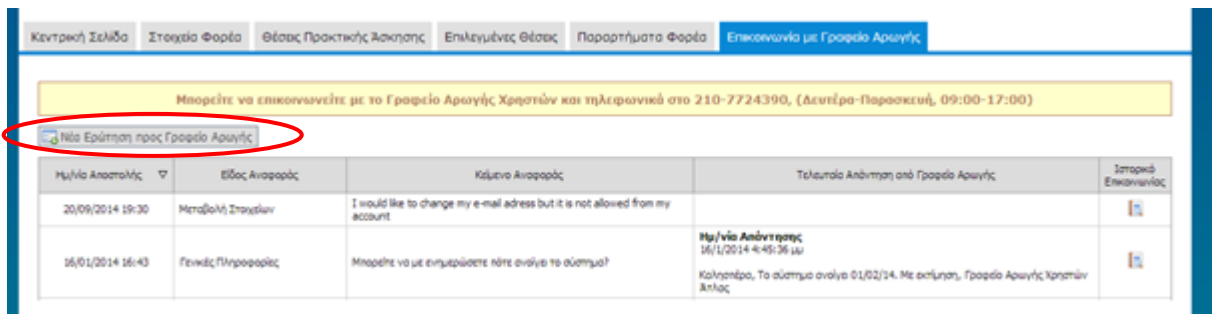 Κεντρική Σελίδα Στοιχεία Φορέα Θέσεις Πρακτικής Άσκησης Επιλεγμένες Θέσεις Παραρτήματα Φορέα Επικοινωνία με Γραφείο Αρωγής
Μπορείτε να επικοινωνείτε με το Γραφείο Αρωγής Χρηστών και τηλεφωνικά στο 210-7724390, (Δευτέρα-Παρασκευή, 09:00-17:00)
Νέα Ερώτηση προς Γραφείο Αρωγής
Ημ/νία Αποστολής Είδος Αναφοράς Κείμενο Αναφοράς Τελευταία Απάντηση από Γραφείο Αρωγής Ιστορικό
Επικοινωνίας
20/09/2014 19:30 Μεταβολή Στοιχείων I would like to change my e-mail adress but it is not allowed from my
account
Ημ/νία Απάντησης
16/1/2014 4:45:36 μμ
16/01/2014 16:43 Γενικές Πληροφορίες Μπορείτε να με ενημερώσετε πότε ανοίγει το σύστημα?
Καλησπέρα, Το σύστημα ανοίγει 01/02/14. Με εκτίμηση, Γραφείο Αρωγής Χρηστών
Άτλας